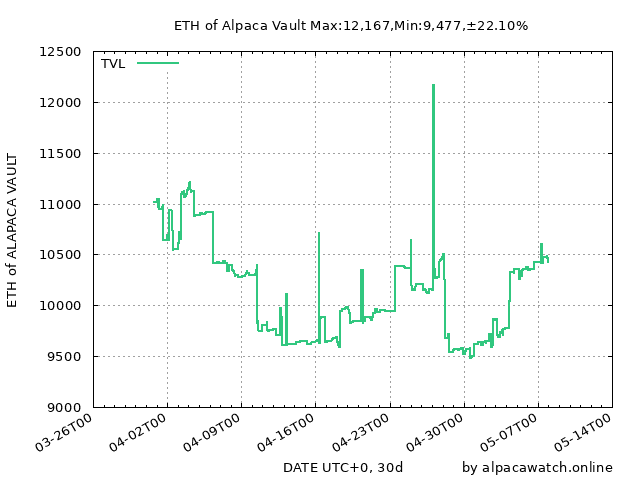 ETH of Alpaca Vault Max:12,167,Min:9,477,±22.10%
TVL
ETH of ALAPACA VAULT
12500
12000
11500
11000
10500
10000
9500
9000
03-26T00
04-02T00
04-09T00
04-16T00
04-23T00
04-30T00
05-07T00
05-14T00
DATE UTC+0, 30d
by alpacawatch.online